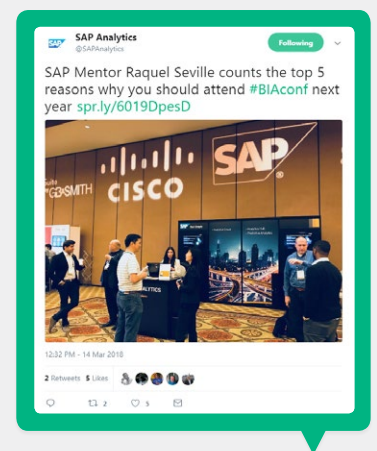 SAP Analytics
@SAPAnalytics
Following
SAP Mentor Raquel Seville counts the top 5
reasons why you should attend #BIAconf next
year spr.ly/6019DpesD
SAP
CISCO
12:32 PM - 14 Mar 2018
2 Retweets 5 Likes
2 5